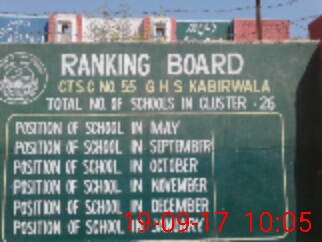 RANKING BOARD
CTSC NO. 55 G H S KABIRWALA
TOTAL NO. OF SCHOOLS IN CLUSTER - 26
POSITION OF SCHOOL IN MAY
POSITION OF SCHOOL IN SEPTEMBER
POSITION OF SCHOOL IN OCTOBER
POSITION OF SCHOOL IN NOVEMBER
POSITION OF SCHOOL IN DECEMBER
POSITION OF SCHOOL IN
19-09-17 10:05